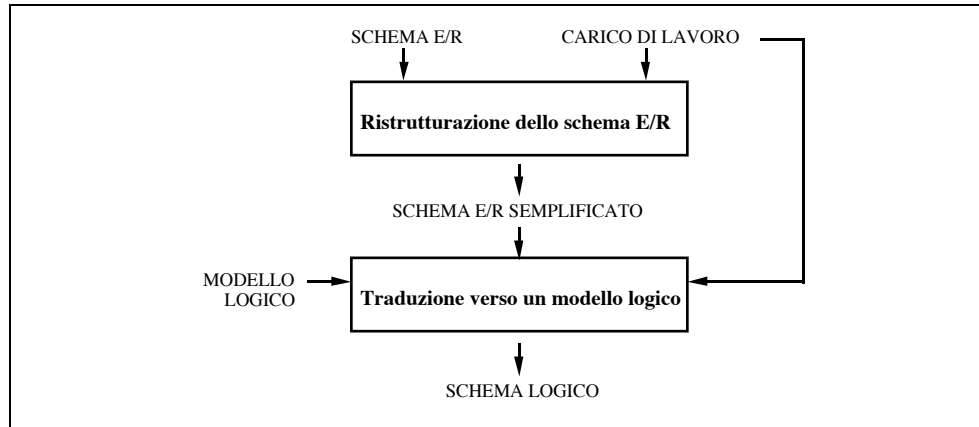 SCHEMA E/R
CARICO DI LAVORO
Ristrutturazione dello schema E/R
SCHEMA E/R SEMPLIFICATO
MODELLO
LOGICO
Traduzione verso un modello logico
SCHEMA LOGICO